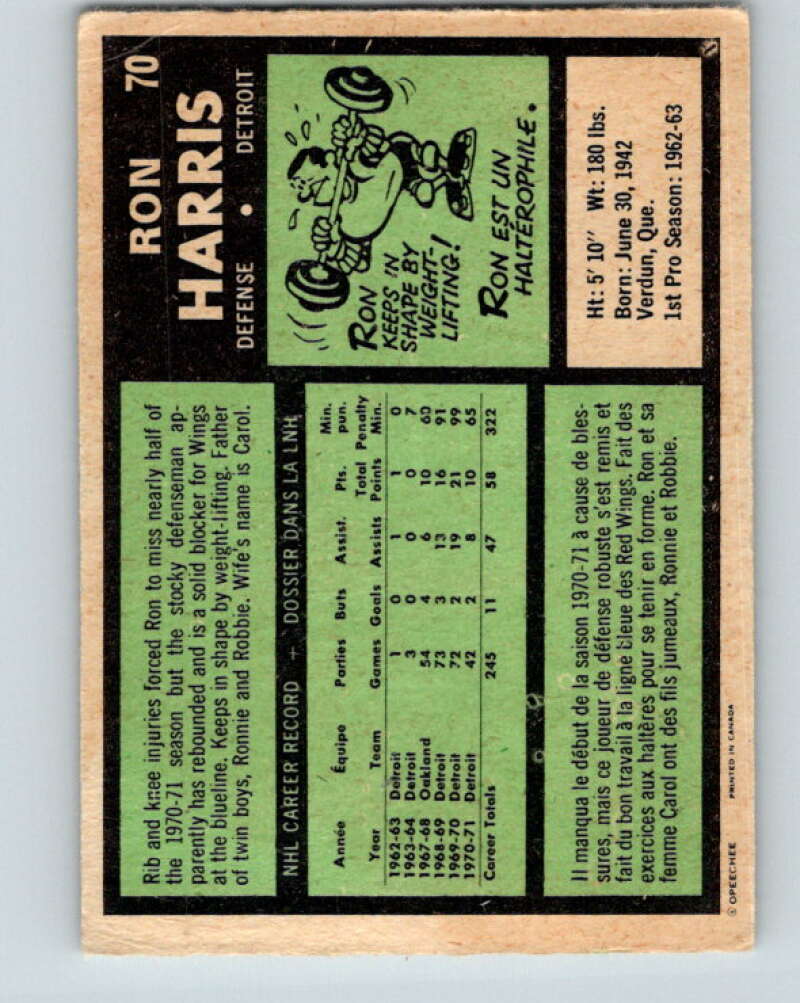 RON 70
HARRIS
DEFENSE • DETROIT
RON
KEEPS IN
SHAPE BY
WEIGHT-
LIFTING!
RON EST UN
HALTÉROPHILE.
Ht: 5' 10" Wt: 180 lbs.
Born: June 30, 1942
Verdun, Que.
1st Pro Season: 1962-63
Rib and knee injuries forced Ron to miss nearly half of
the 1970-71 season but the stocky defenseman ap-
parently has rebounded and is a solid blocker for Wings
at the blueline. Keeps in shape by weight-lifting. Father
of twin boys, Ronnie and Robbie. Wife's name is Carol.
NHL CAREER RECORD + DOSSIER DANS LA LNH
Année Équipe Parties Buts Assist. Pts. Min. pun.
Year Team Games Goals Assists Total Points Penalty Min.
1962-63 Detroit 1 0 1 1 0
1963-64 Detroit 3 0 0 0 7
1967-68 Oakland 54 4 6 10 60
1968-69 Detroit 73 3 13 16 91
1969-70 Detroit 72 2 19 21 99
1970-71 Detroit 42 2 8 10 65
Career Totals 245 11 47 58 322
Il manqua le début de la saison 1970-71 à cause de bles-
sures, mais ce joueur de défense robuste s'est remis et
fait du bon travail à la ligne bleue des Red Wings. Fait des
exercices aux haltères pour se tenir en forme. Ron et sa
femme Carol ont des fils jumeaux, Ronnie et Robbie.
© OPEECHEE PRINTED IN CANADA